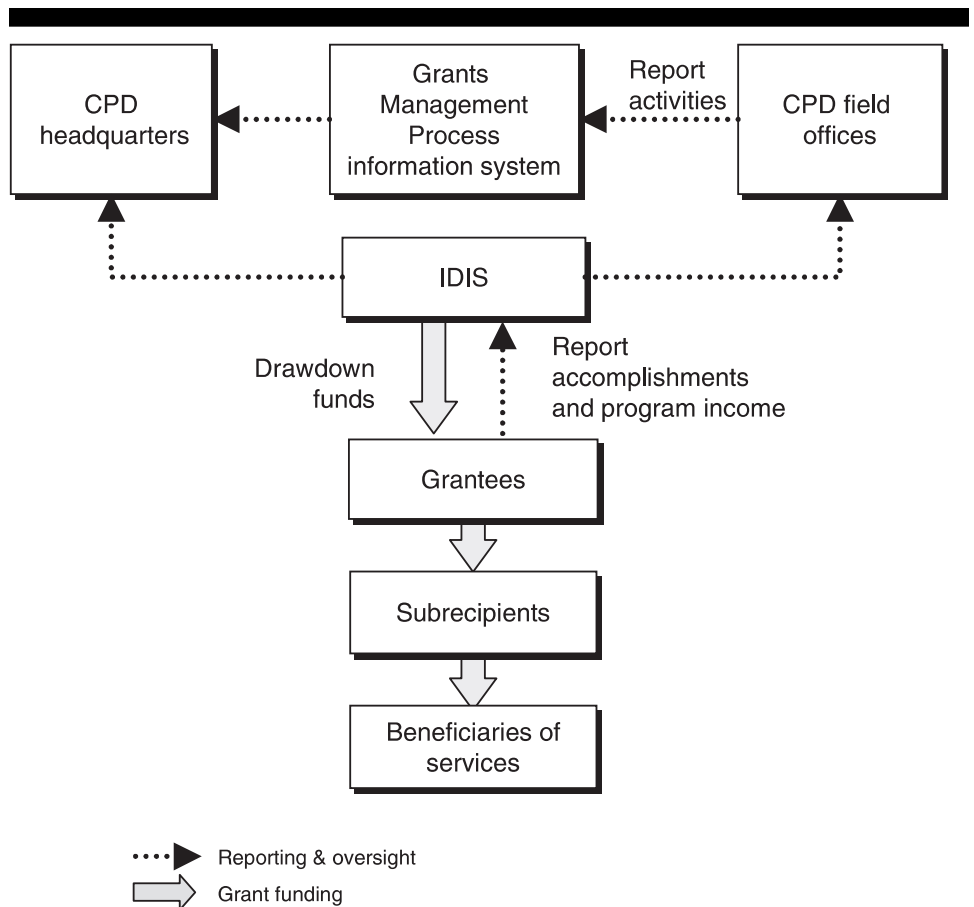 CPD
headquarters
Grants
Management
Process
information system
Report
activities
CPD field
offices
IDIS
Drawdown
funds
Report
accomplishments
and program income
Grantees
Subrecipients
Beneficiaries of
services
Reporting & oversight
Grant funding